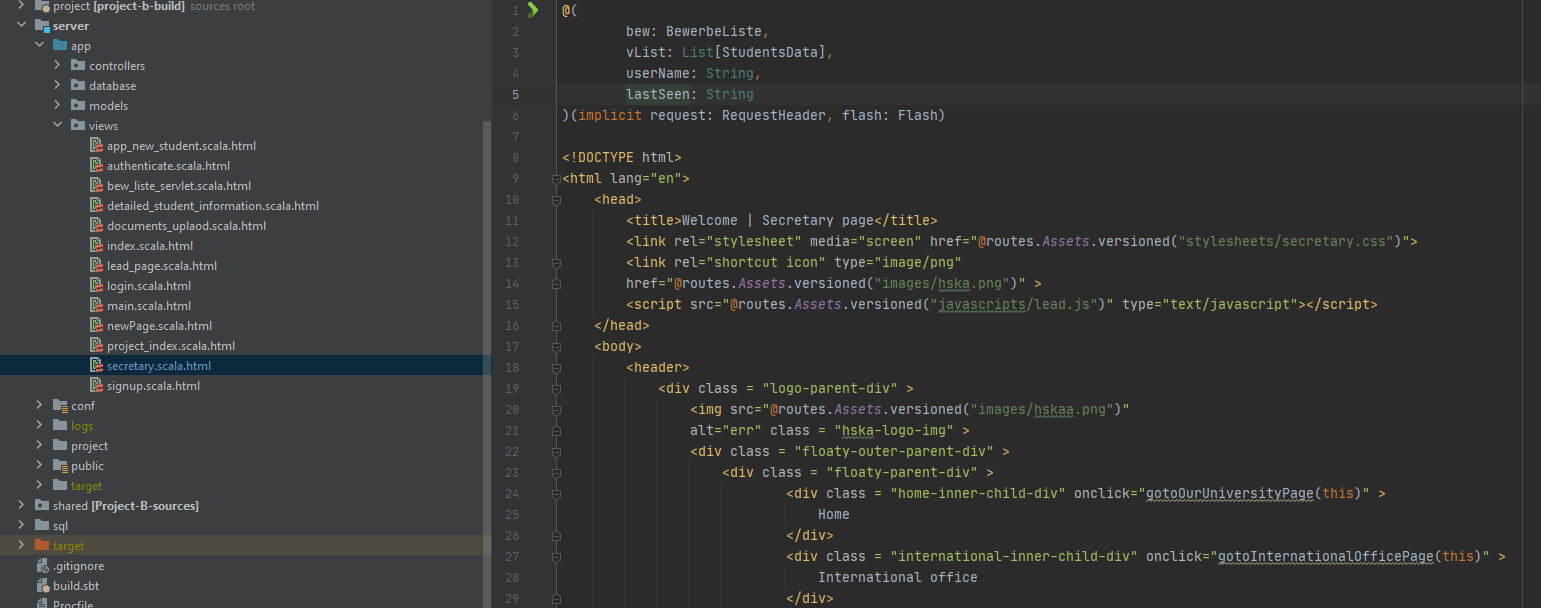 project [project-b-build] sources root
server
app
controllers
database
models
views
app_new_student.scala.html
authenticate.scala.html
bew_liste_servlet.scala.html
detailed_student_information.scala.html
documents_uplaod.scala.html
index.scala.html
lead_page.scala.html
login.scala.html
main.scala.html
newPage.scala.html
project_index.scala.html
secretary.scala.html
signup.scala.html
conf
logs
project
public
target
shared [Project-B-sources]
sql
target
.gitignore
build.sbt
Procfile
1 @(
2 bew: BewerbeListe,
3 vList: List[StudentsData],
4 userName: String,
5 lastSeen: String
6 )(implicit request: RequestHeader, flash: Flash)
7
8 <!DOCTYPE html>
9 <html lang="en">
10 <head>
11 <title>Welcome | Secretary page</title>
12 <link rel="stylesheet" media="screen" href="@routes.Assets.versioned("stylesheets/secretary.css")">
13 <link rel="shortcut icon" type="image/png"
14 href="@routes.Assets.versioned("images/hska.png")" >
15 <script src="@routes.Assets.versioned("javascripts/lead.js")" type="text/javascript"></script>
16 </head>
17 <body>
18 <header>
19 <div class = "logo-parent-div" >
20 <img src="@routes.Assets.versioned("images/hskaa.png")"
21 alt="err" class = "hska-logo-img" >
22 <div class = "floaty-outer-parent-div" >
23 <div class = "floaty-parent-div" >
24 <div class = "home-inner-child-div" onclick="gotoOurUniversityPage(this)" >
25 Home
26 </div>
27 <div class = "international-inner-child-div" onclick="gotoInternationalOfficePage(this)" >
28 International office
29 </div>